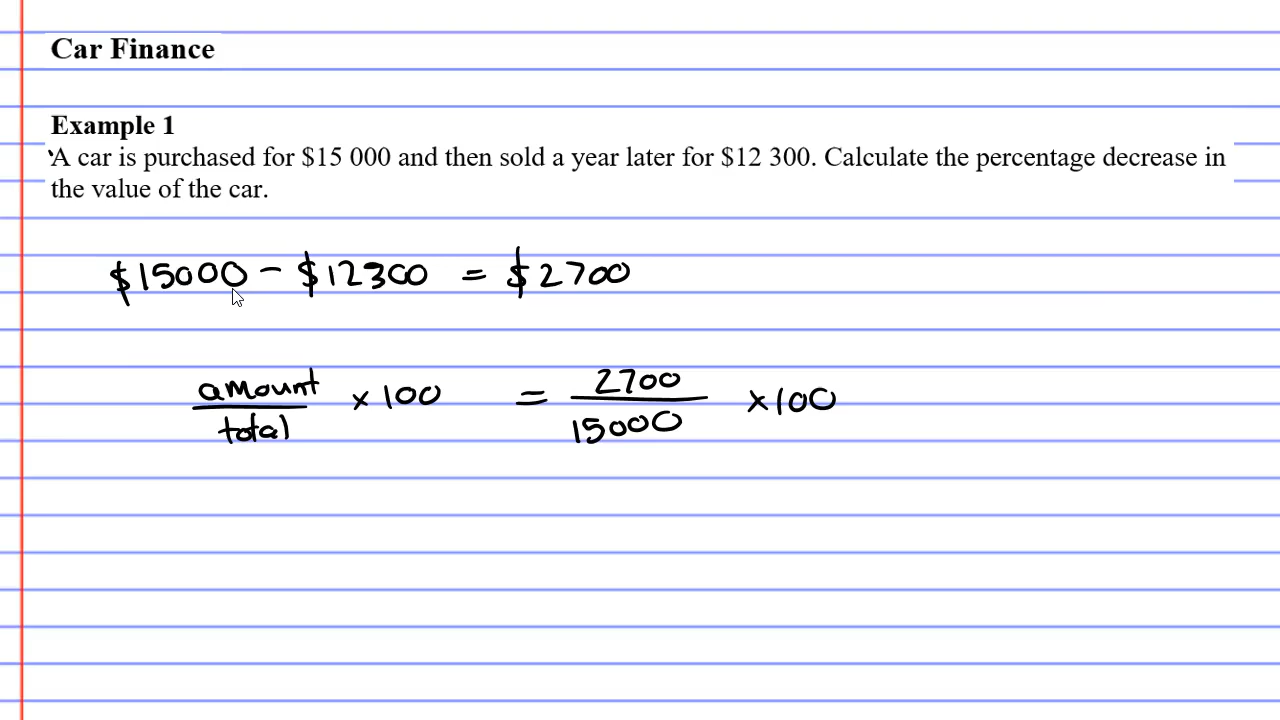 Car Finance
Example 1
A car is purchased for $15 000 and then sold a year later for $12 300. Calculate the percentage decrease in
the value of the car.
$15000 - $12300 = $2700
amount/total × 100 = 2700/15000 × 100